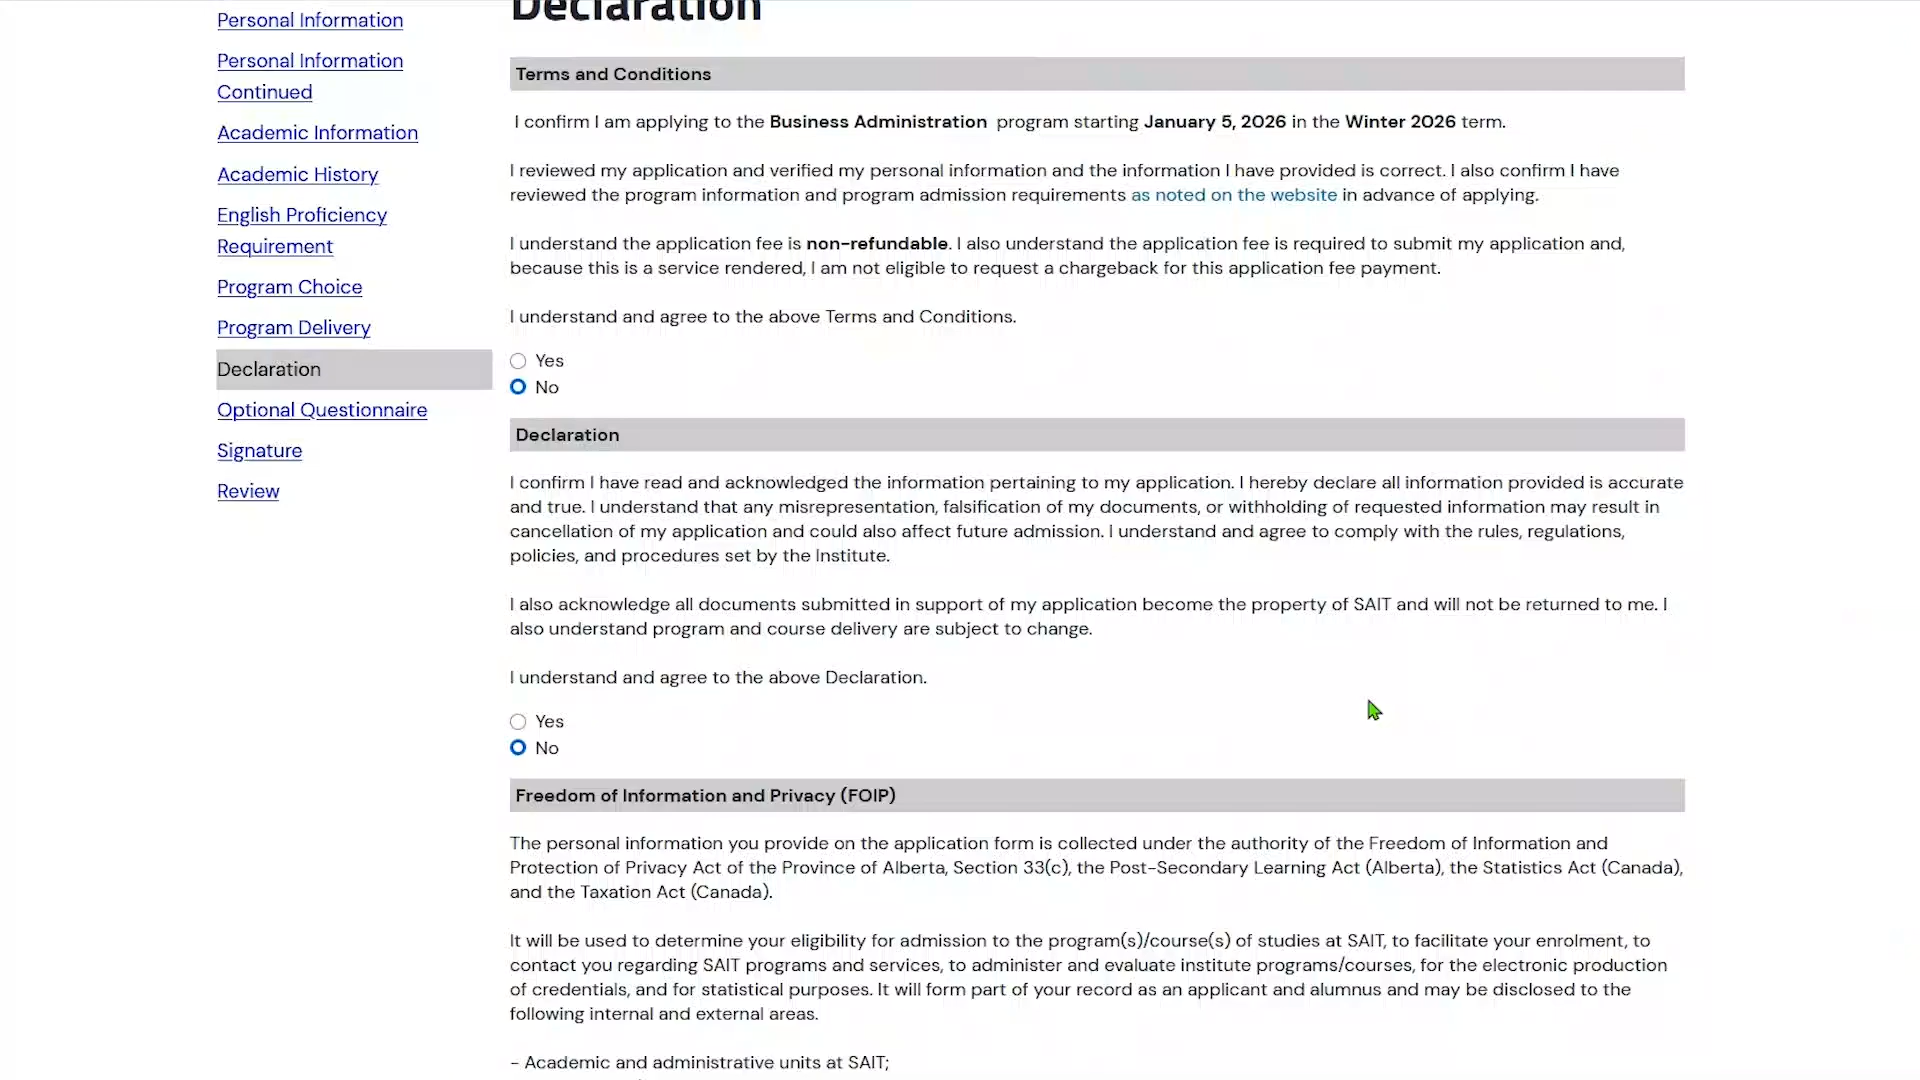 Personal Information
Personal Information
Continued
Academic Information
Academic History
English Proficiency
Requirement
Program Choice
Program Delivery
Declaration
Optional Questionnaire
Signature
Review
Declaration
Terms and Conditions
I confirm I am applying to the Business Administration program starting January 5, 2026 in the Winter 2026 term.
I reviewed my application and verified my personal information and the information I have provided is correct. I also confirm I have
reviewed the program information and program admission requirements as noted on the website in advance of applying.
I understand the application fee is non-refundable. I also understand the application fee is required to submit my application and,
because this is a service rendered, I am not eligible to request a chargeback for this application fee payment.
I understand and agree to the above Terms and Conditions.
Yes
No
Declaration
I confirm I have read and acknowledged the information pertaining to my application. I hereby declare all information provided is accurate
and true. I understand that any misrepresentation, falsification of my documents, or withholding of requested information may result in
cancellation of my application and could also affect future admission. I understand and agree to comply with the rules, regulations,
policies, and procedures set by the Institute.
I also acknowledge all documents submitted in support of my application become the property of SAIT and will not be returned to me. I
also understand program and course delivery are subject to change.
I understand and agree to the above Declaration.
Yes
No
Freedom of Information and Privacy (FOIP)
The personal information you provide on the application form is collected under the authority of the Freedom of Information and
Protection of Privacy Act of the Province of Alberta, Section 33(c), the Post-Secondary Learning Act (Alberta), the Statistics Act (Canada),
and the Taxation Act (Canada).
It will be used to determine your eligibility for admission to the program(s)/course(s) of studies at SAIT, to facilitate your enrolment, to
contact you regarding SAIT programs and services, to administer and evaluate institute programs/courses, for the electronic production
of credentials, and for statistical purposes. It will form part of your record as an applicant and alumnus and may be disclosed to the
following internal and external areas.
- Academic and administrative units at SAIT;